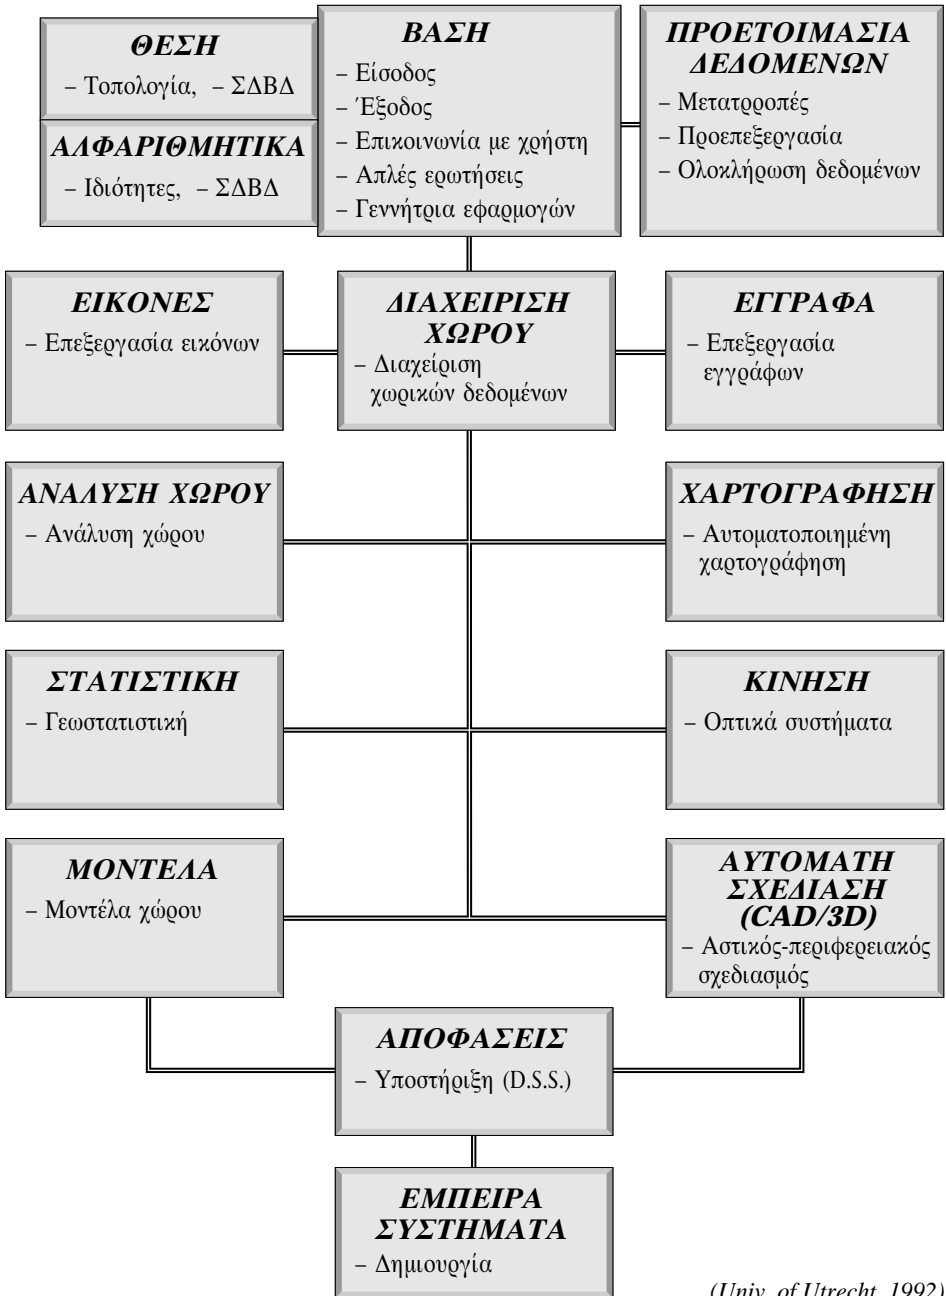 ΘΕΣΗ
– Τοπολογία, – ΣΔΒΔ
ΑΛΦΑΡΙΘΜΗΤΙΚΑ
– Ιδιότητες, – ΣΔΒΔ
ΒΑΣΗ
– Είσοδος
– Έξοδος
– Επικοινωνία με χρήστη
– Απλές ερωτήσεις
– Γεννήτρια εφαρμογών
ΠΡΟΕΤΟΙΜΑΣΙΑ
ΔΕΔΟΜΕΝΩΝ
– Μετατρροπές
– Προεπεξεργασία
– Ολοκλήρωση δεδομένων
ΕΙΚΟΝΕΣ
– Επεξεργασία εικόνων
ΔΙΑΧΕΙΡΙΣΗ
ΧΩΡΟΥ
– Διαχείριση
χωρικών δεδομένων
ΕΓΓΡΑΦΑ
– Επεξεργασία
εγγράφων
ΑΝΑΛΥΣΗ ΧΩΡΟΥ
– Ανάλυση χώρου
ΧΑΡΤΟΓΡΑΦΗΣΗ
– Αυτοματοποιημένη
χαρτογράφηση
ΣΤΑΤΙΣΤΙΚΗ
– Γεωστατιστική
ΚΙΝΗΣΗ
– Οπτικά συστήματα
ΜΟΝΤΕΛΑ
– Μοντέλα χώρου
ΑΥΤΟΜΑΤΗ
ΣΧΕΔΙΑΣΗ
(CAD/3D)
– Αστικός-περιφερειακός
σχεδιασμός
ΑΠΟΦΑΣΕΙΣ
– Υποστήριξη (D.S.S.)
ΕΜΠΕΙΡΑ
ΣΥΣΤΗΜΑΤΑ
– Δημιουργία
(Univ. of Utrecht, 1992)